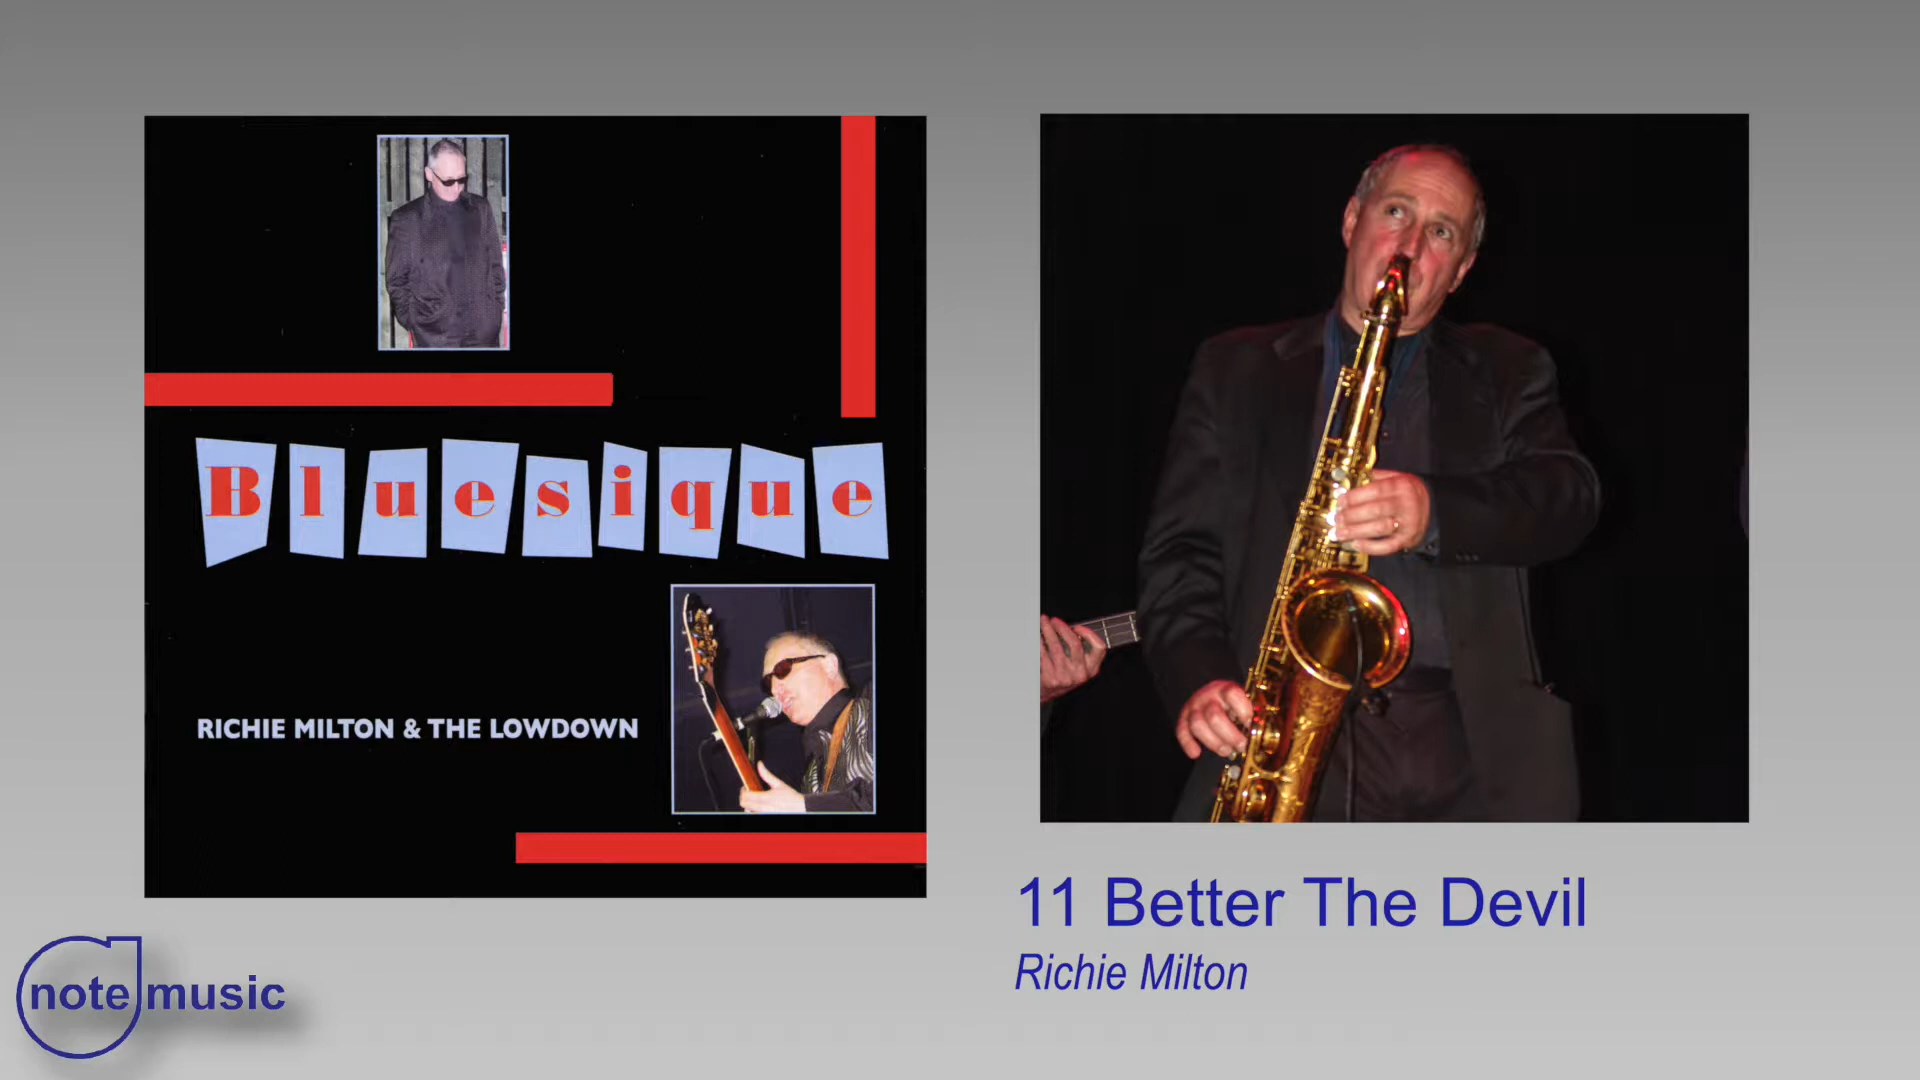 Bluesique
RICHIE MILTON & THE LOWDOWN
11 Better The Devil
Richie Milton
note music